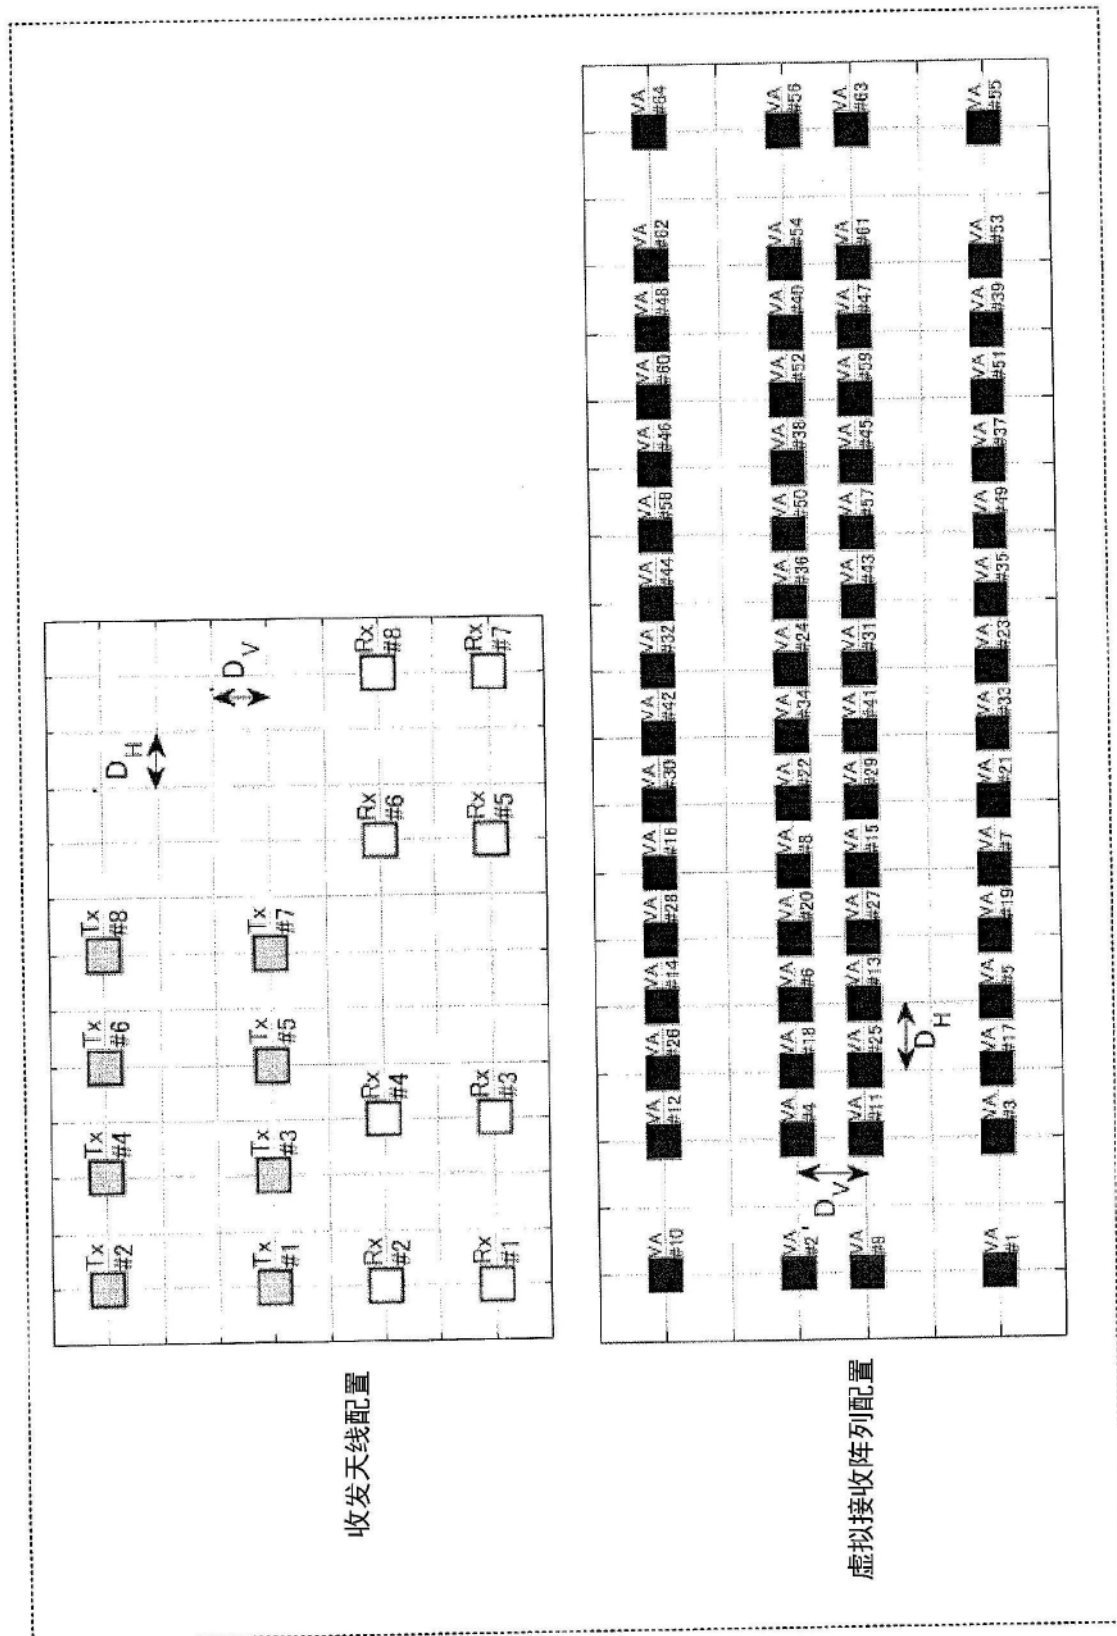 收发天线配置
Tx Tx Tx Tx
#2 #4 #6 #8
D_H
D_V
Tx Tx Tx Tx
#1 #3 #5 #7
Rx Rx Rx Rx
#2 #4 #6 #8
Rx Rx Rx Rx
#1 #3 #5 #7
虚拟接收阵列配置
VA VA VA VA VA VA VA VA VA VA VA VA VA VA VA VA
#10 #12 #26 #14 #28 #16 #30 #42 #32 #44 #58 #46 #60 #48 #62 #64
VA VA VA VA VA VA VA VA VA VA VA VA VA VA VA VA
#2 #4 #18 #6 #20 #8 #22 #34 #24 #36 #50 #38 #52 #40 #54 #56
D_V
VA VA VA VA VA VA VA VA VA VA VA VA VA VA VA VA
#9 #11 #25 #13 #27 #15 #29 #41 #31 #43 #57 #45 #59 #47 #61 #63
D_H
VA VA VA VA VA VA VA VA VA VA VA VA VA VA VA VA
#1 #3 #17 #5 #19 #7 #21 #33 #23 #35 #49 #37 #51 #39 #53 #55